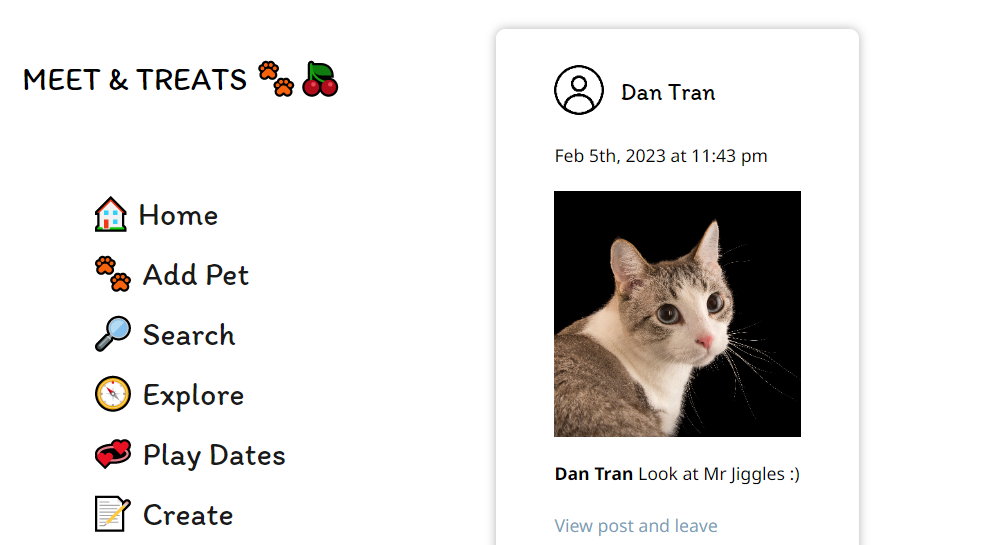 MEET & TREATS
Home
Add Pet
Search
Explore
Play Dates
Create
Dan Tran
Feb 5th, 2023 at 11:43 pm
Dan Tran Look at Mr Jiggles :)
View post and leave